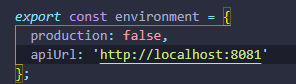 export const environment = {
  production: false,
  apiUrl: 'http://localhost:8081'
};